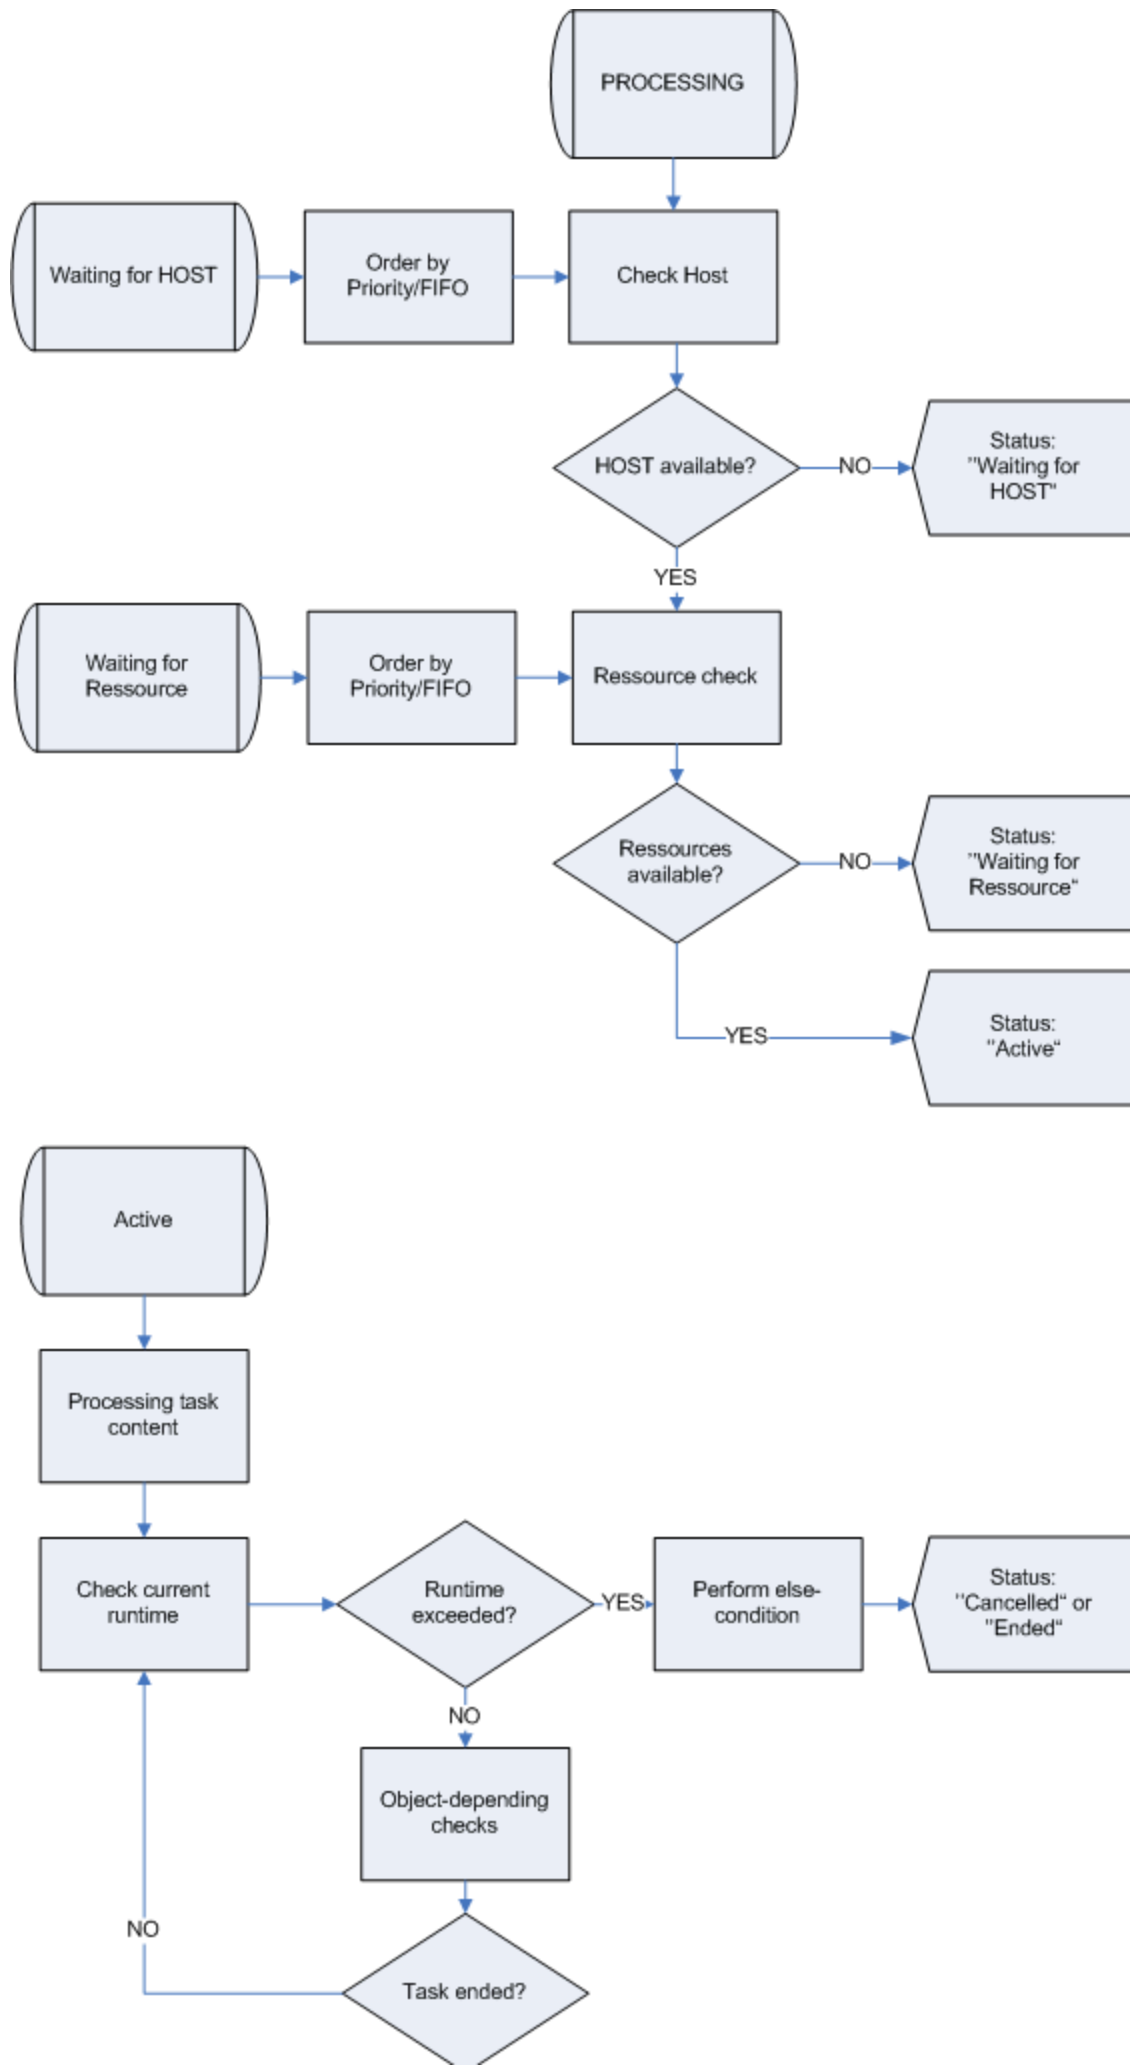 PROCESSING
Waiting for HOST
Order by
Priority/FIFO
Check Host
HOST available?
NO
Status:
"Waiting for
HOST“
YES
Waiting for
Ressource
Order by
Priority/FIFO
Ressource check
Ressources
available?
NO
Status:
"Waiting for
Ressource“
YES
Status:
"Active“
Active
Processing task
content
Check current
runtime
Runtime
exceeded?
YES
Perform else-
condition
Status:
"Cancelled“ or
"Ended“
NO
Object-depending
checks
NO
Task ended?